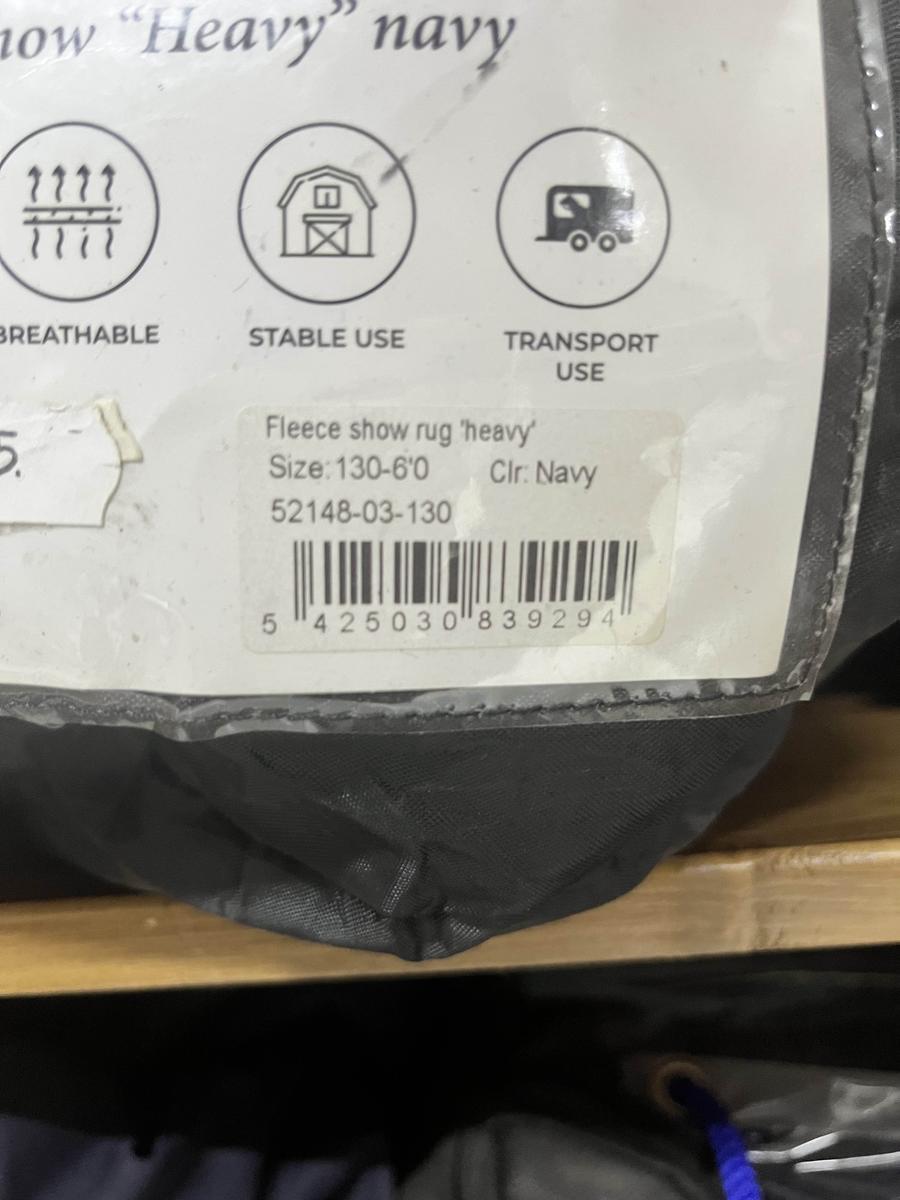 "Heavy" navy
BREATHABLE
STABLE USE
TRANSPORT
USE
5.
Fleece show rug 'heavy'
Size:130-6'0 Clr: Navy
52148-03-130
5 425030 839294